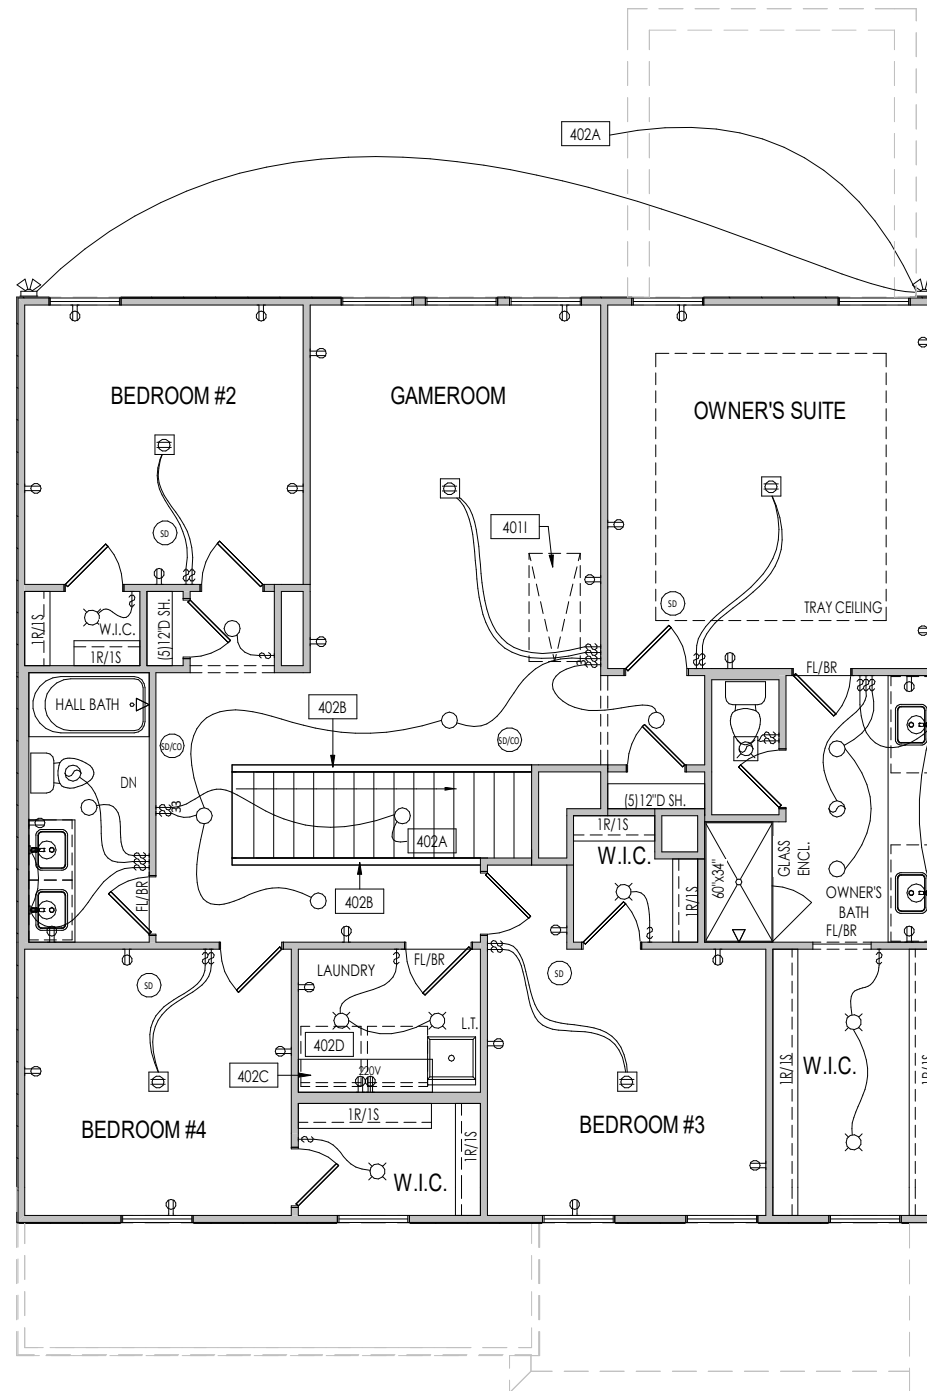 402A
BEDROOM #2
GAMEROOM
OWNER'S SUITE
401I
SD
SD
TRAY CEILING
1R/1S
W.I.C.
1R/1S
(5)12"D SH.
FL/BR
HALL BATH
402B
SD/CO
SD/CO
DN
(5)12"D SH.
1R/1S
402A
W.I.C.
60"x34"
GLASS
ENCL.
1R/1S
402B
FL/BR
OWNER'S
BATH
FL/BR
LAUNDRY
FL/BR
SD
SD
L.T.
402D
402C
220V
1R/1S
W.I.C.
1R/1S
1R/1S
BEDROOM #4
BEDROOM #3
1R/1S
W.I.C.